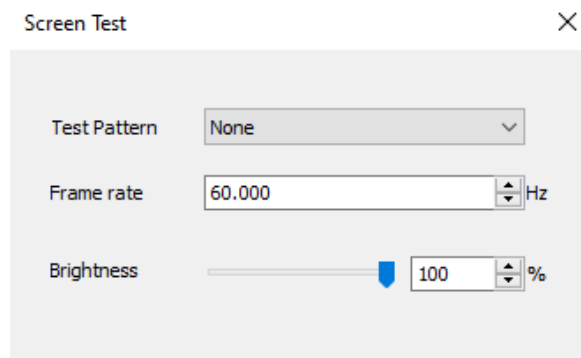 Screen Test
Test Pattern None
Frame rate 60.000 Hz
Brightness 100 %